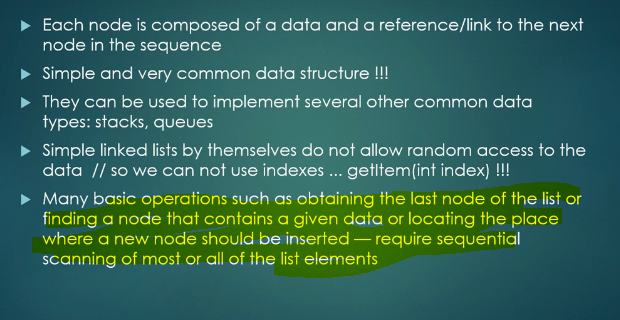 Each node is composed of a data and a reference/link to the next
node in the sequence
Simple and very common data structure !!!
They can be used to implement several other common data
types: stacks, queues
Simple linked lists by themselves do not allow random access to the
data // so we can not use indexes ... getItem(int index) !!!
Many basic operations such as obtaining the last node of the list or
finding a node that contains a given data or locating the place
where a new node should be inserted — require sequential
scanning of most or all of the list elements